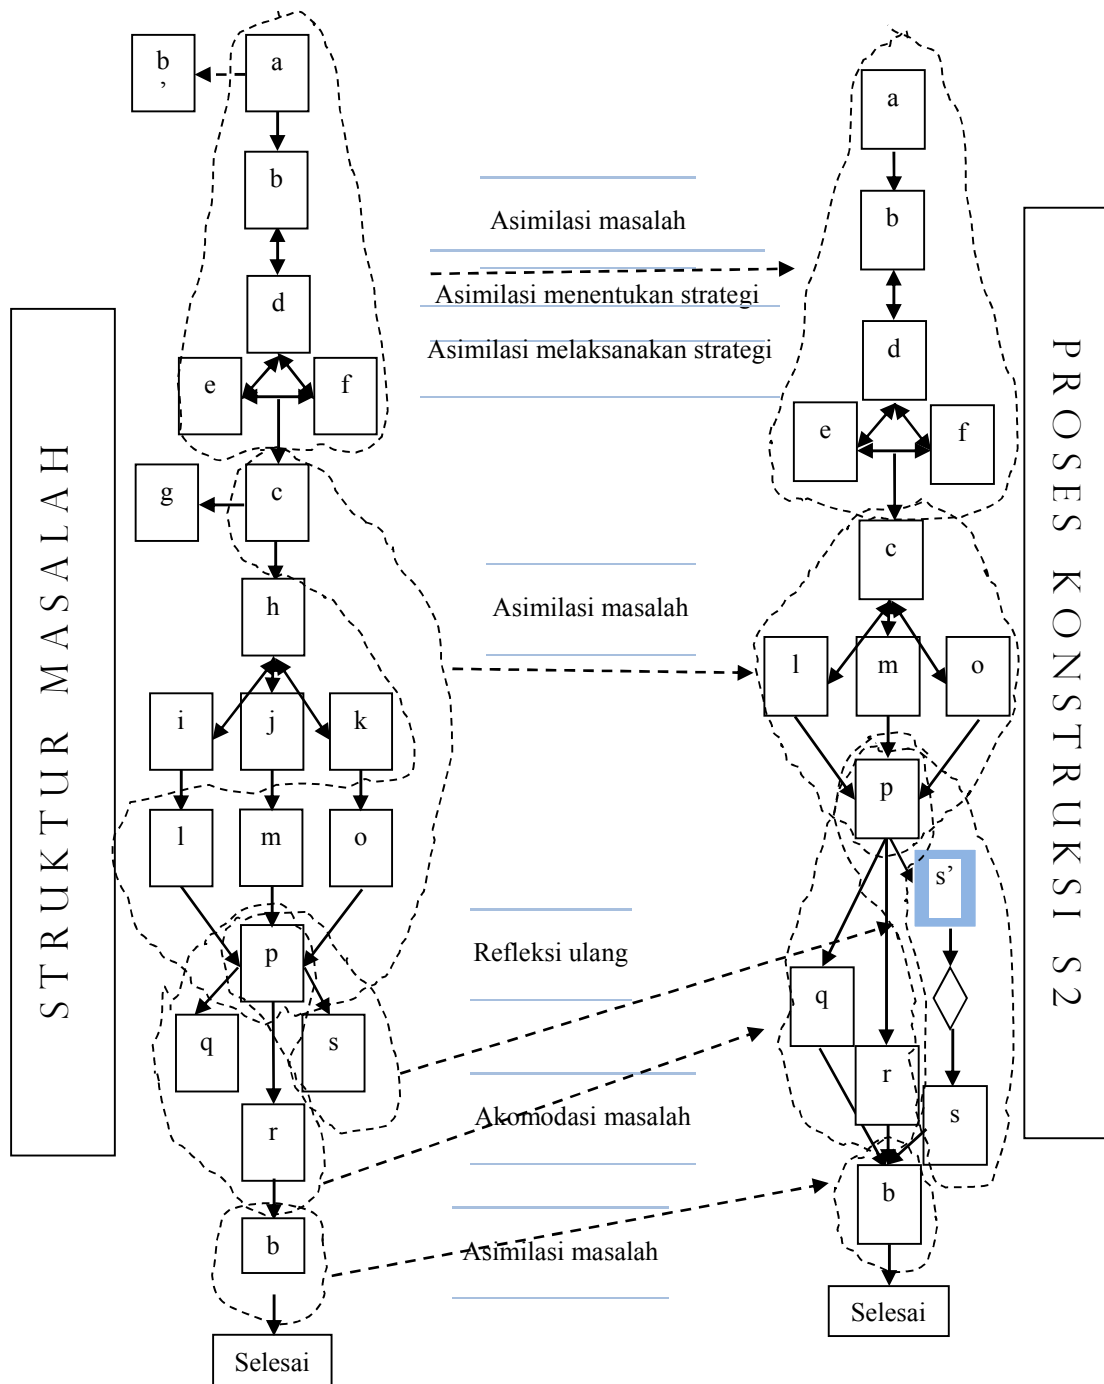 STRUKTUR MASALAH
b
’
a
b
d
e
f
g
c
h
i
j
k
l
m
o
p
q
s
r
b
Selesai
Asimilasi masalah
Asimilasi menentukan strategi
Asimilasi melaksanakan strategi
Asimilasi masalah
Refleksi ulang
Akomodasi masalah
Asimilasi masalah
a
b
d
e
f
c
l
m
o
p
s’
q
r
s
b
Selesai
PROSES KONSTRUKSI S2